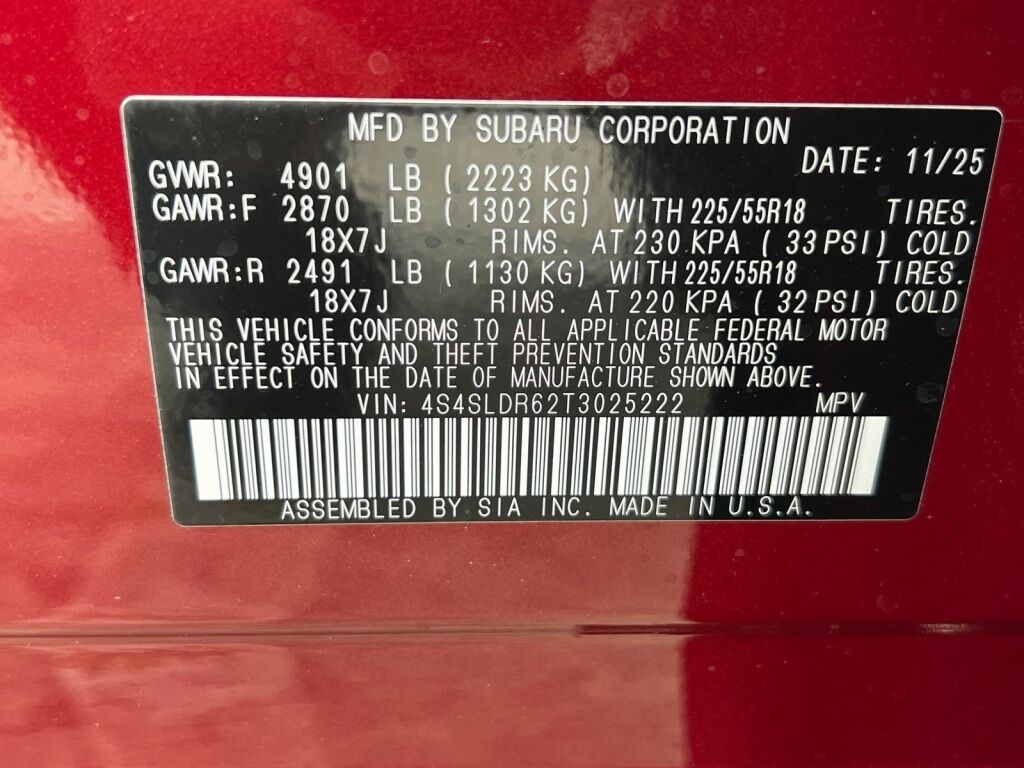 MFD BY SUBARU CORPORATION
DATE: 11/25
GVWR: 4901 LB ( 2223 KG)
GAWR:F 2870 LB ( 1302 KG) WITH 225/55R18 TIRES.
18X7J RIMS. AT 230 KPA ( 33 PSI) COLD
GAWR:R 2491 LB ( 1130 KG) WITH 225/55R18 TIRES.
18X7J RIMS. AT 220 KPA ( 32 PSI) COLD
THIS VEHICLE CONFORMS TO ALL APPLICABLE FEDERAL MOTOR
VEHICLE SAFETY AND THEFT PREVENTION STANDARDS
IN EFFECT ON THE DATE OF MANUFACTURE SHOWN ABOVE.
VIN: 4S4SLDR62T3025222 MPV
ASSEMBLED BY SIA INC. MADE IN U.S.A.